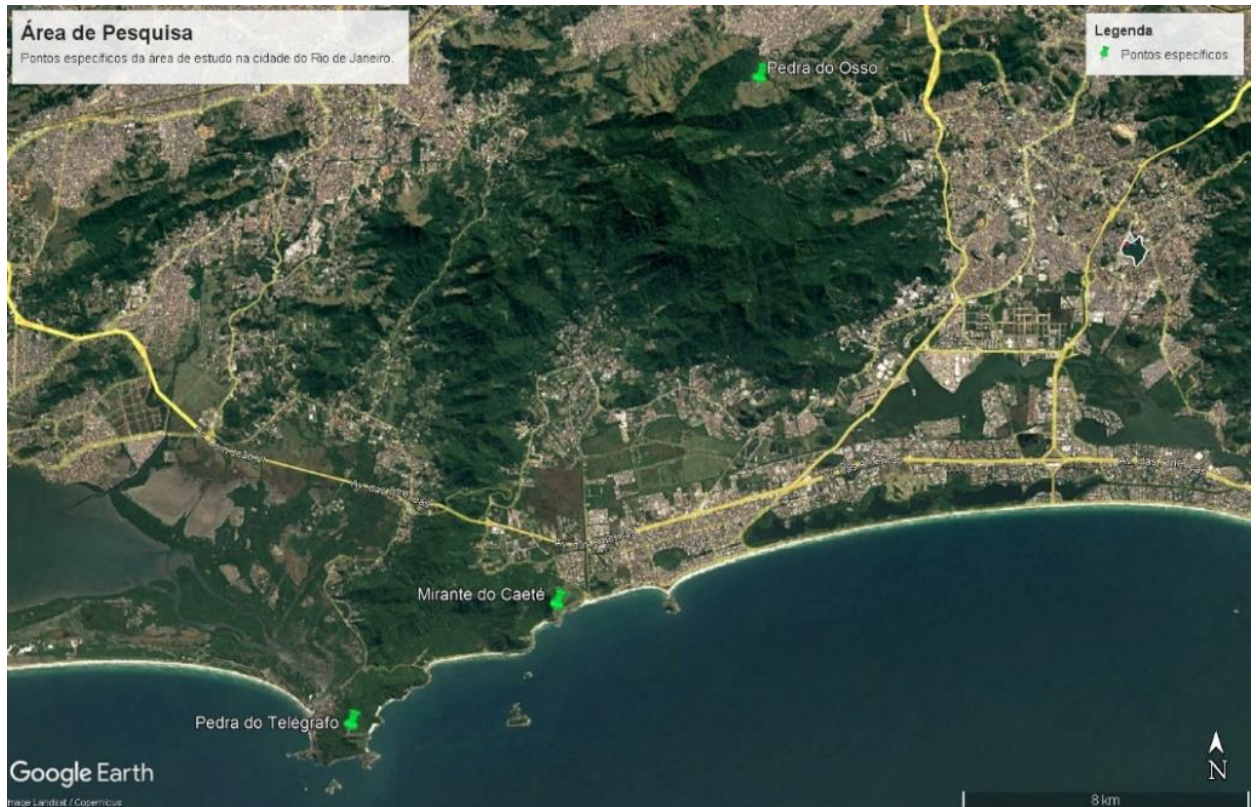 Área de Pesquisa
Pontos específicos da área de estudo na cidade do Rio de Janeiro.
Legenda
Pontos específicos
Pedra do Osso
Mirante do Caeté
Pedra do Telégrafo
Google Earth
Image Landsat / Copernicus
N
8 km